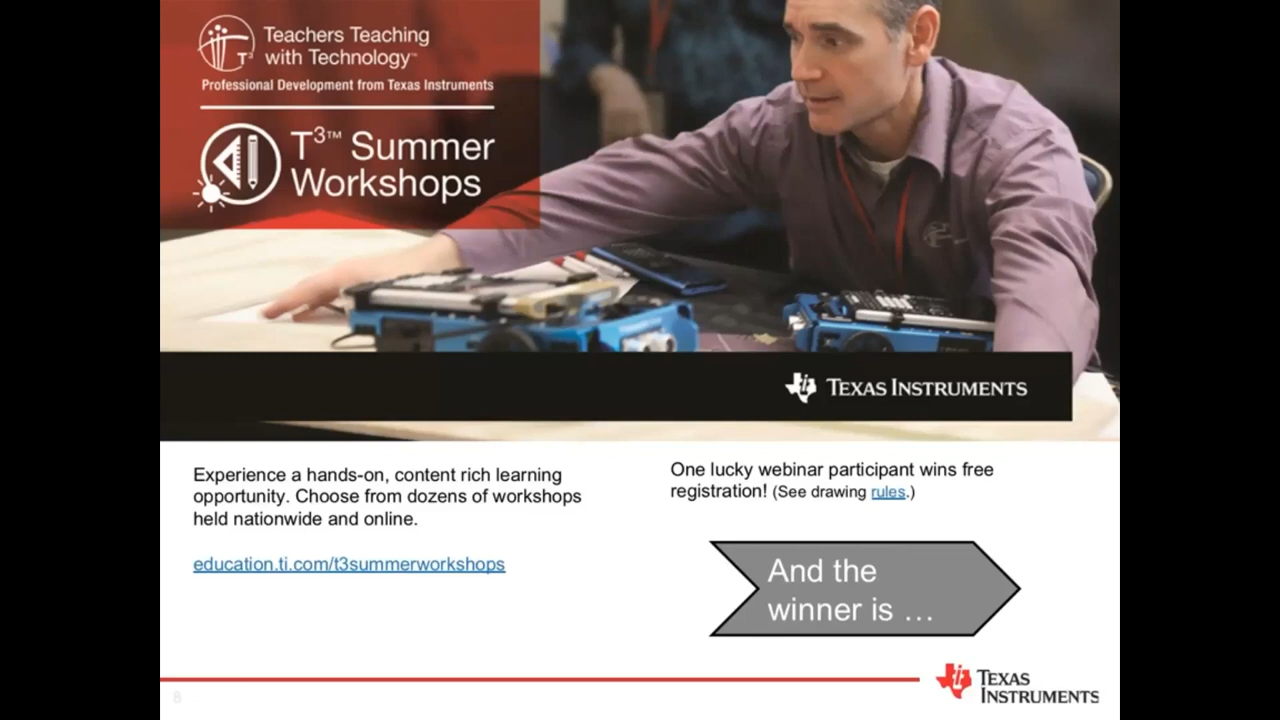 Teachers Teaching
with Technology™
Professional Development from Texas Instruments
T³™ Summer
Workshops
TEXAS INSTRUMENTS
Experience a hands-on, content rich learning
opportunity. Choose from dozens of workshops
held nationwide and online.
education.ti.com/t3summerworkshops
One lucky webinar participant wins free
registration! (See drawing rules.)
And the
winner is …
8
TEXAS
INSTRUMENTS